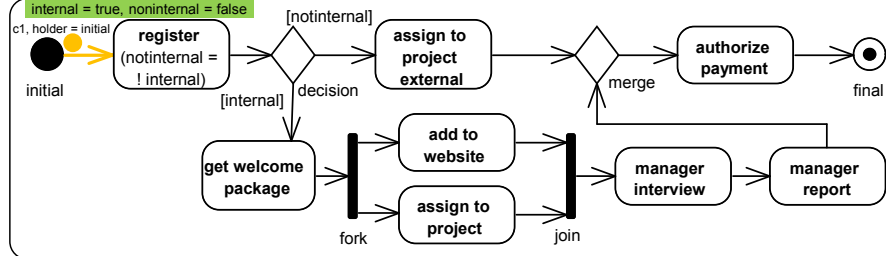 internal = true, noninternal = false
c1, holder = initial
initial
register
(notinternal =
! internal)
[notinternal]
decision
[internal]
assign to
project
external
merge
authorize
payment
final
get welcome
package
fork
add to
website
assign to
project
join
manager
interview
manager
report